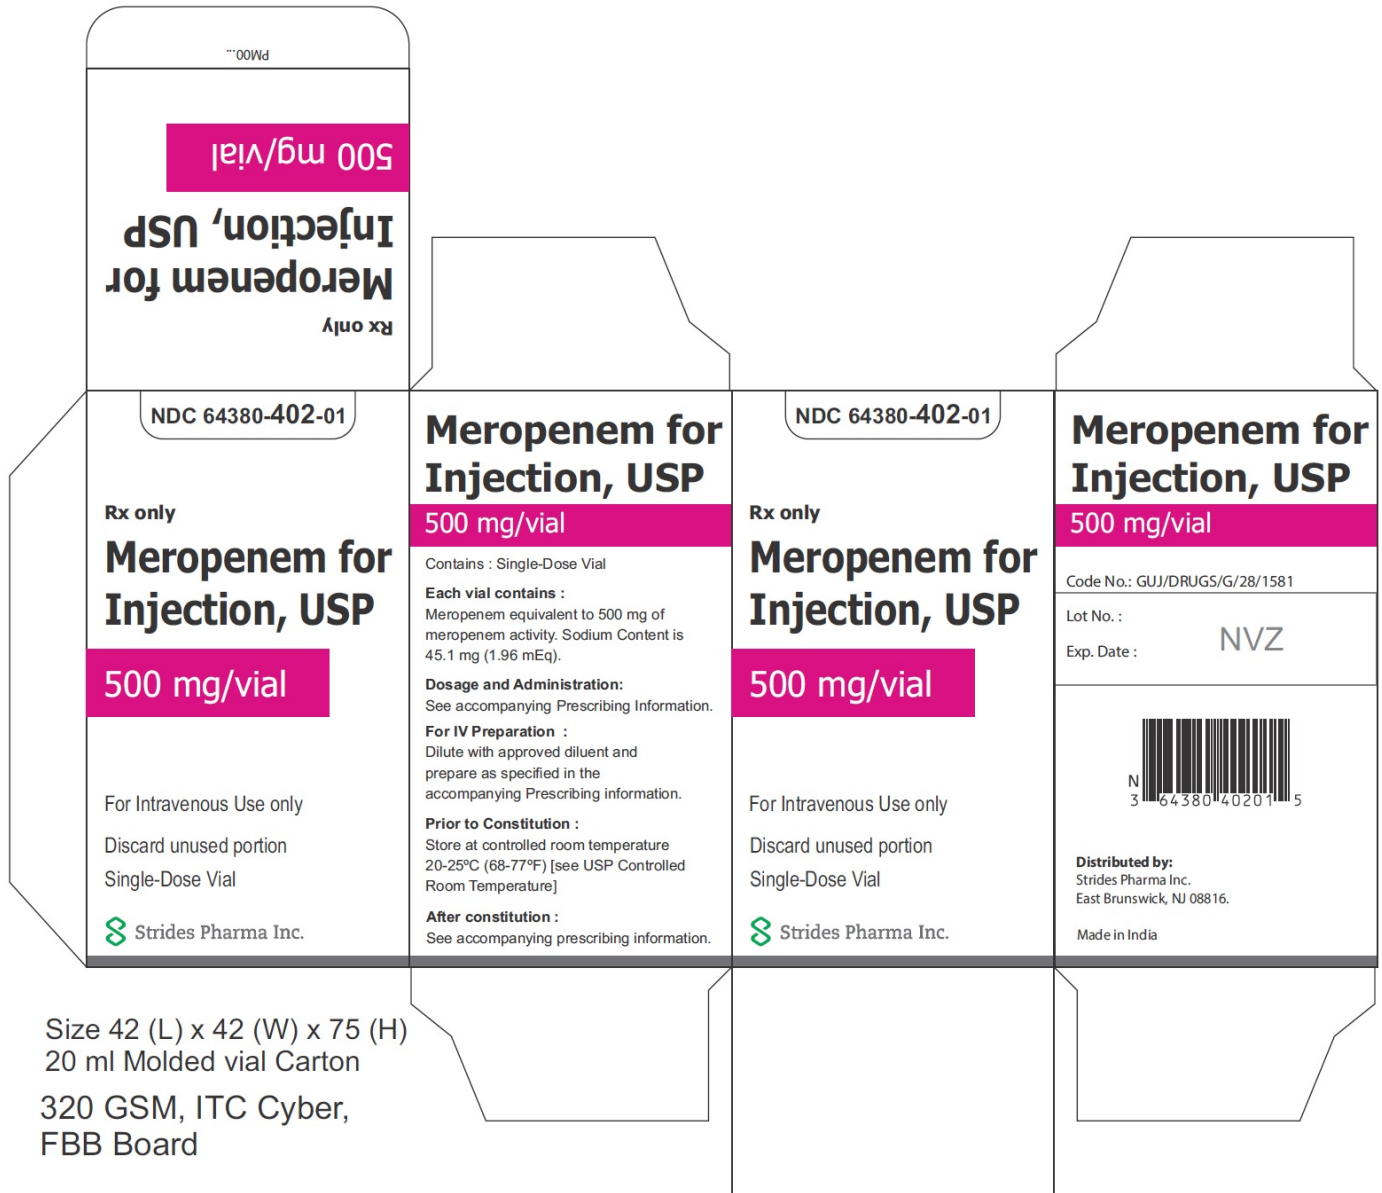 PM00...
500 mg/vial
Meropenem for
Injection, USP
Rx only
NDC 64380-402-01
Rx only
Meropenem for
Injection, USP
500 mg/vial
For Intravenous Use only
Discard unused portion
Single-Dose Vial
Strides Pharma Inc.
Meropenem for
Injection, USP
500 mg/vial
Contains : Single-Dose Vial
Each vial contains :
Meropenem equivalent to 500 mg of
meropenem activity. Sodium Content is
45.1 mg (1.96 mEq).
Dosage and Administration:
See accompanying Prescribing Information.
For IV Preparation :
Dilute with approved diluent and
prepare as specified in the
accompanying Prescribing information.
Prior to Constitution :
Store at controlled room temperature
20-25ºC (68-77ºF) [see USP Controlled
Room Temperature]
After constitution :
See accompanying prescribing information.
NDC 64380-402-01
Rx only
Meropenem for
Injection, USP
500 mg/vial
For Intravenous Use only
Discard unused portion
Single-Dose Vial
Strides Pharma Inc.
Meropenem for
Injection, USP
500 mg/vial
Code No.: GUJ/DRUGS/G/28/1581
Lot No. :
NVZ
Exp. Date :
N
3 64380 40201 5
Distributed by:
Strides Pharma Inc.
East Brunswick, NJ 08816.
Made in India
Size 42 (L) x 42 (W) x 75 (H)
20 ml Molded vial Carton
320 GSM, ITC Cyber,
FBB Board